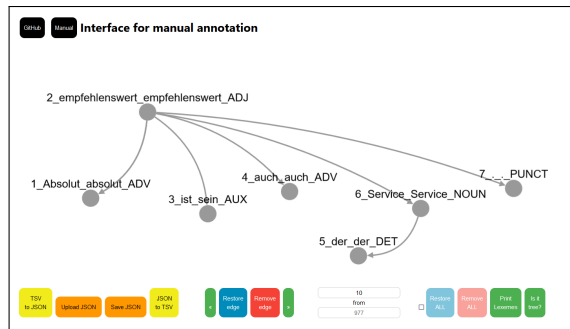 GitHub Manual Interface for manual annotation
2_empfehlenswert_empfehlenswert_ADJ
1_Absolut_absolut_ADV
3_ist_sein_AUX
4_auch_auch_ADV
7_._._PUNCT
6_Service_Service_NOUN
5_der_der_DET
TSV to JSON
Upload JSON
Save JSON
JSON to TSV
Restore edge
Remove edge
10
from
977
Restore ALL
Remove ALL
Print Lexemes
Is it tree?